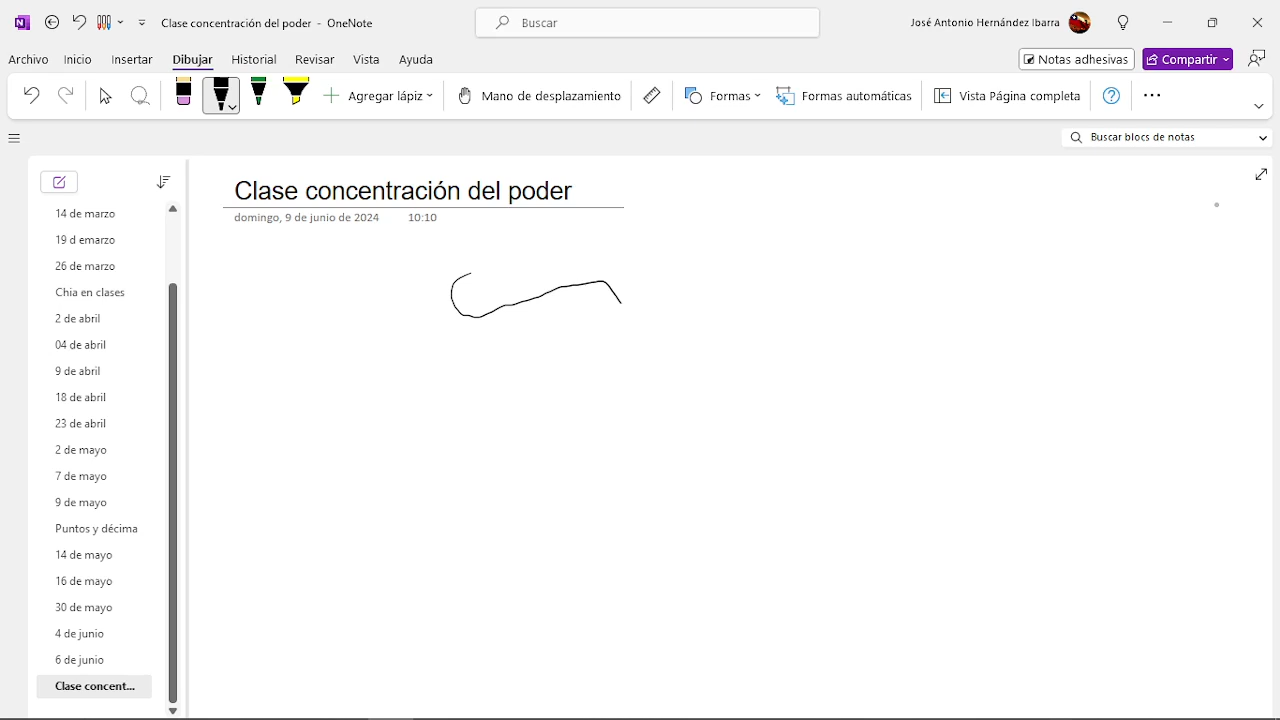 Clase concentración del poder - OneNote
Buscar
José Antonio Hernández Ibarra
Archivo Inicio Insertar Dibujar Historial Revisar Vista Ayuda
Notas adhesivas
Compartir
Agregar lápiz
Mano de desplazamiento
Formas
Formas automáticas
Vista Página completa
Buscar blocs de notas
14 de marzo
19 d emarzo
26 de marzo
Chia en clases
2 de abril
04 de abril
9 de abril
18 de abril
23 de abril
2 de mayo
7 de mayo
9 de mayo
Puntos y décima
14 de mayo
16 de mayo
30 de mayo
4 de junio
6 de junio
Clase concent...
Clase concentración del poder
domingo, 9 de junio de 2024 10:10